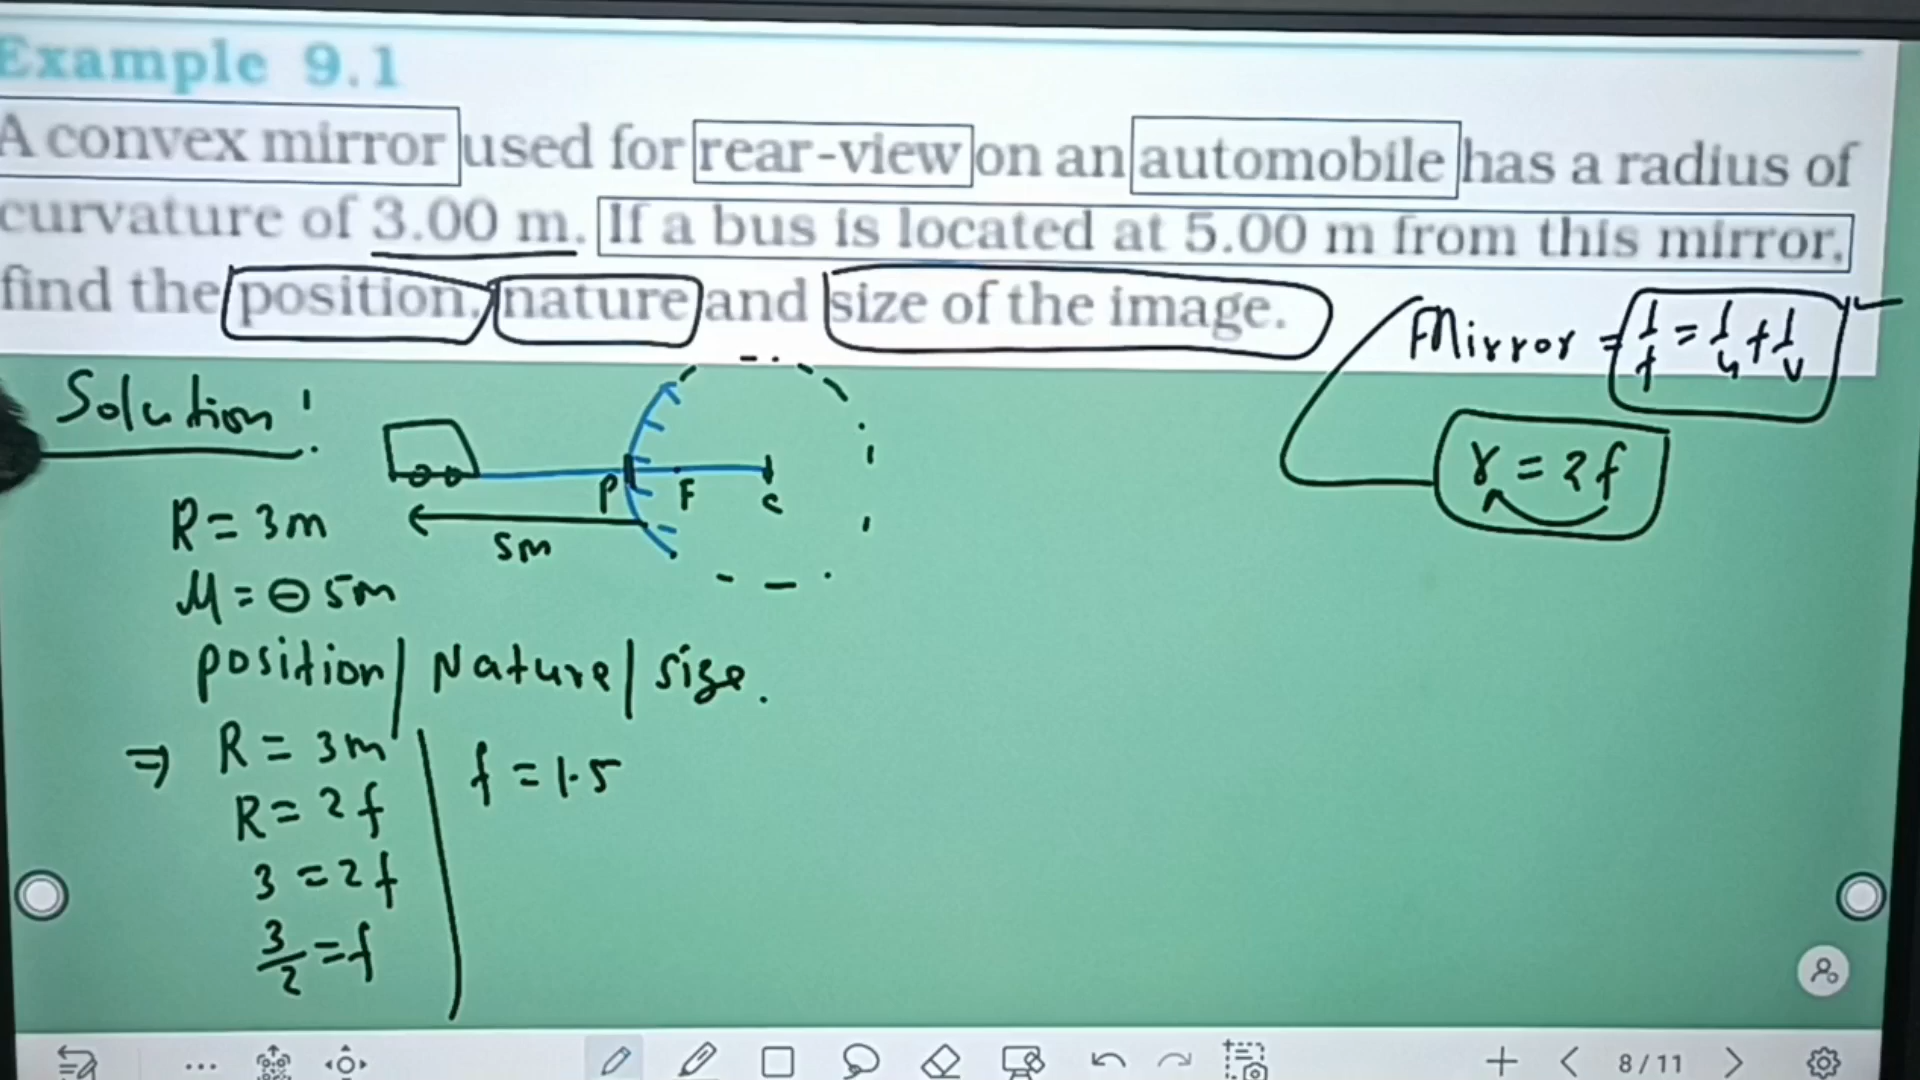 Example 9.1
A convex mirror used for rear-view on an automobile has a radius of
curvature of 3.00 m. If a bus is located at 5.00 m from this mirror,
find the position, nature and size of the image.
Mirror = 1/f = 1/u + 1/v
r = 2f
Solution:
P F C
5m
R = 3m
u = ⊖ 5m
position / Nature / size.
⇒ R = 3m
R = 2f
3 = 2f
3/2 = f
f = 1.5
8/11